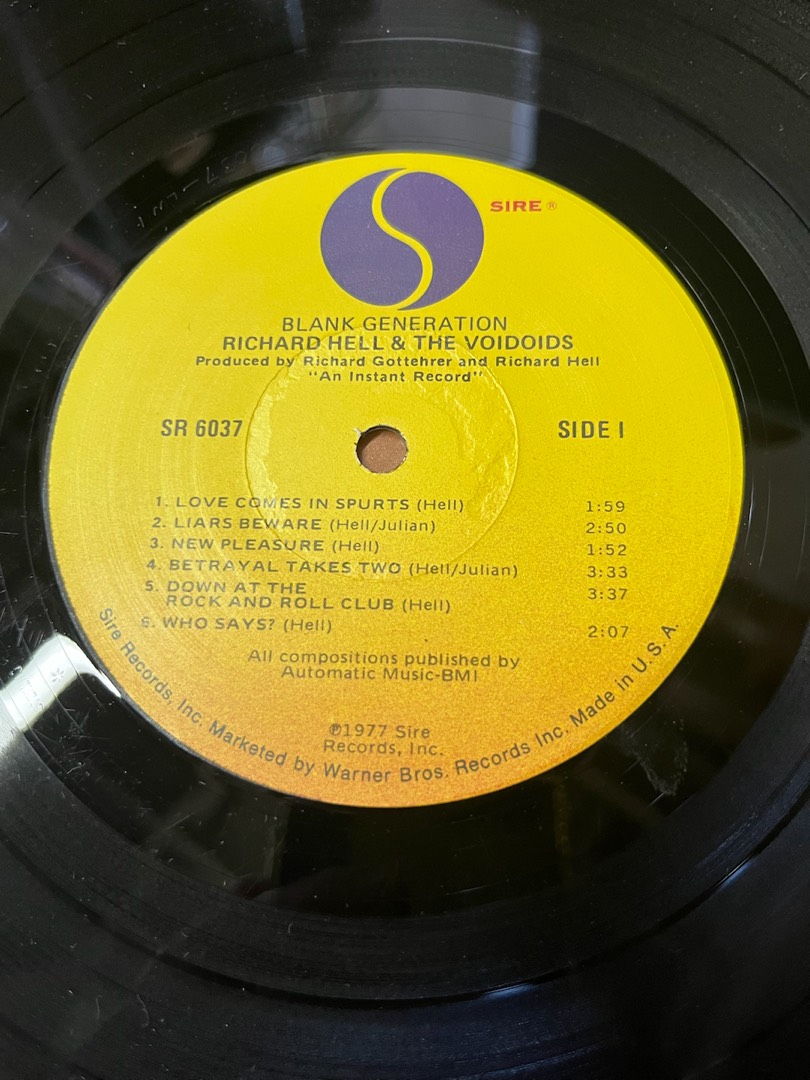 SIRE ®
BLANK GENERATION
RICHARD HELL & THE VOIDOIDS
Produced by Richard Gottehrer and Richard Hell
"An Instant Record"
SR 6037
SIDE I
1. LOVE COMES IN SPURTS (Hell) 1:59
2. LIARS BEWARE (Hell/Julian) 2:50
3. NEW PLEASURE (Hell) 1:52
4. BETRAYAL TAKES TWO (Hell/Julian) 3:33
5. DOWN AT THE 3:37
ROCK AND ROLL CLUB (Hell)
6. WHO SAYS? (Hell) 2:07
All compositions published by
Automatic Music-BMI
℗1977 Sire
Records, Inc.
Sire Records, Inc. Marketed by Warner Bros. Records Inc. Made in U.S.A.